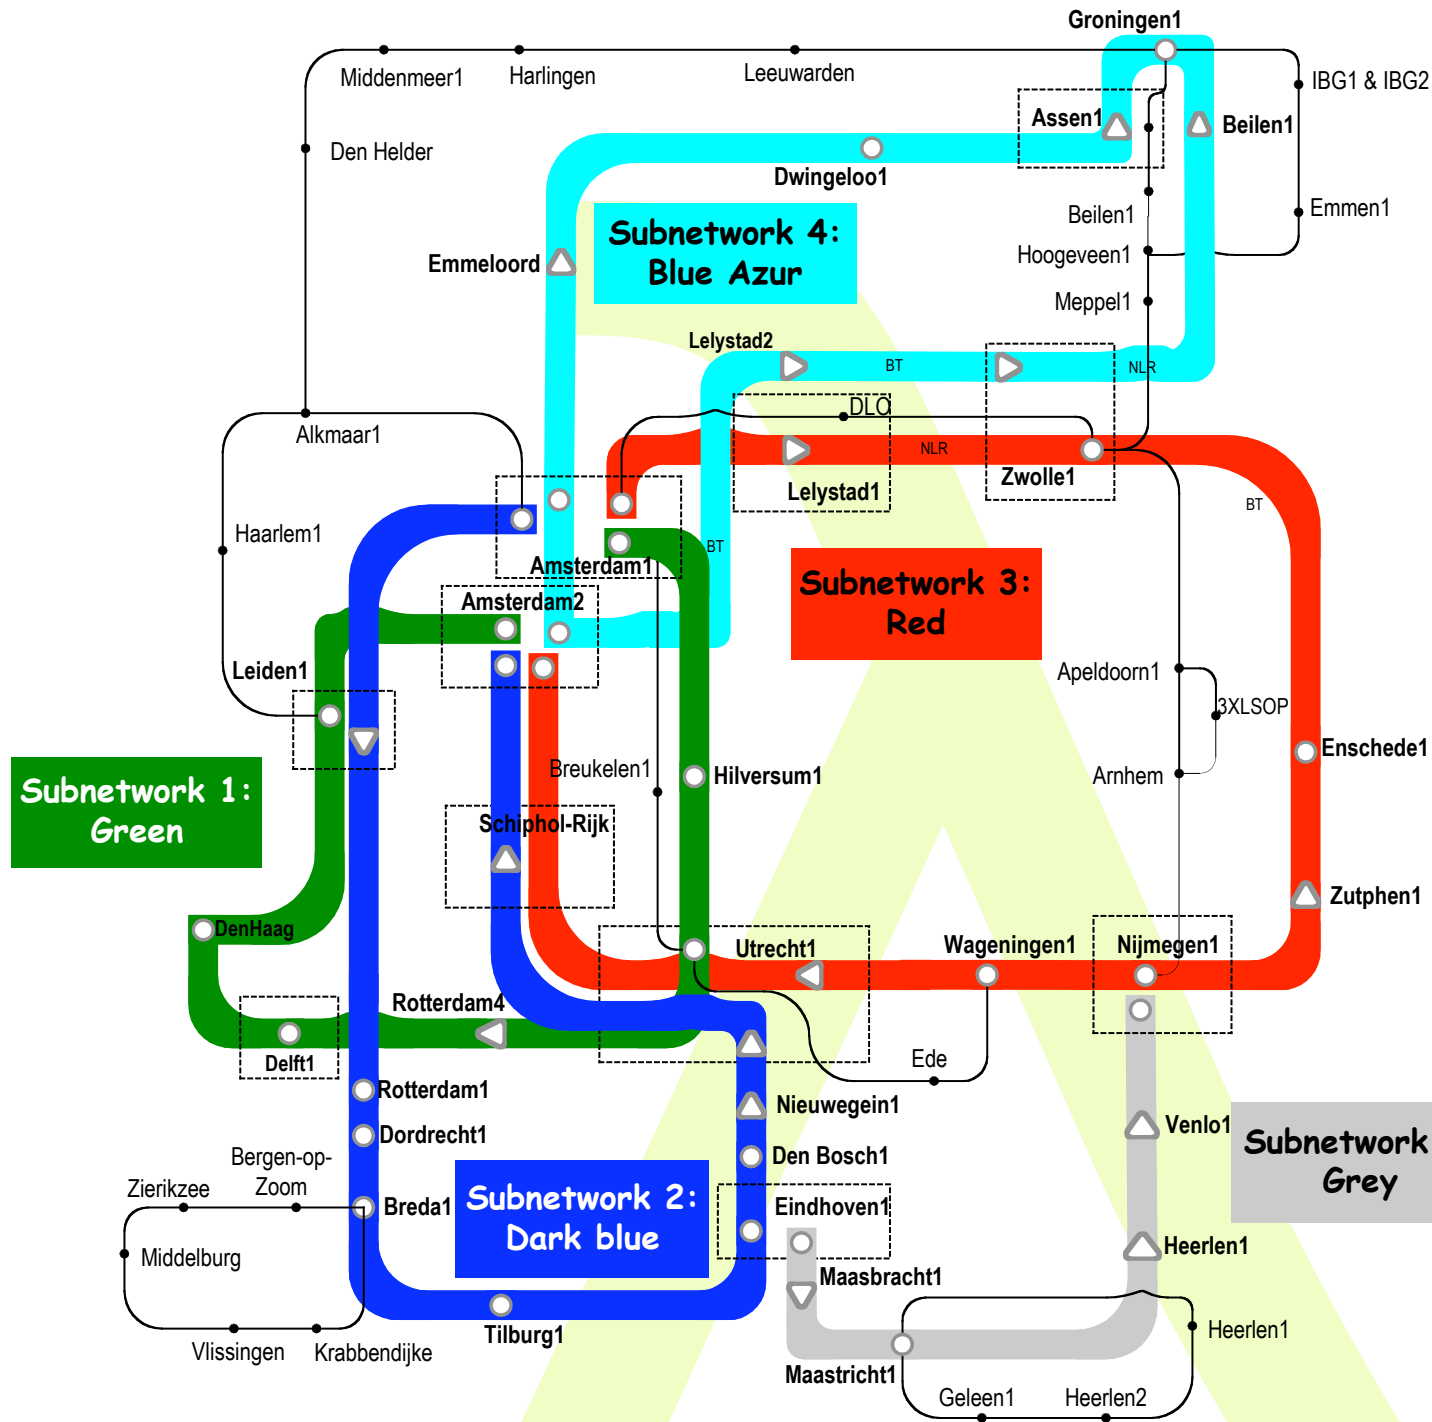 Groningen1
Middenmeer1
Harlingen
Leeuwarden
IBG1 & IBG2
Assen1
Beilen1
Den Helder
Dwingeloo1
Beilen1
Emmen1
Subnetwork 4:
Blue Azur
Emmeloord
Hoogeveen1
Meppel1
Lelystad2
BT
NLR
DLO
Alkmaar1
NLR
Zwolle1
Lelystad1
BT
Haarlem1
BT
Amsterdam1
Subnetwork 3:
Red
Amsterdam2
Leiden1
Apeldoorn1
3XLSOP
Enschede1
Breukelen1
Hilversum1
Arnhem
Subnetwork 1:
Green
Schiphol-Rijk
Zutphen1
DenHaag
Utrecht1
Wageningen1
Nijmegen1
Rotterdam4
Delft1
Ede
Rotterdam1
Nieuwegein1
Dordrecht1
Venlo1
Den Bosch1
Subnetwork
Grey
Bergen-op-
Zoom
Zierikzee
Breda1
Subnetwork 2:
Dark blue
Eindhoven1
Middelburg
Heerlen1
Maasbracht1
Tilburg1
Heerlen1
Vlissingen
Krabbendijke
Maastricht1
Geleen1
Heerlen2